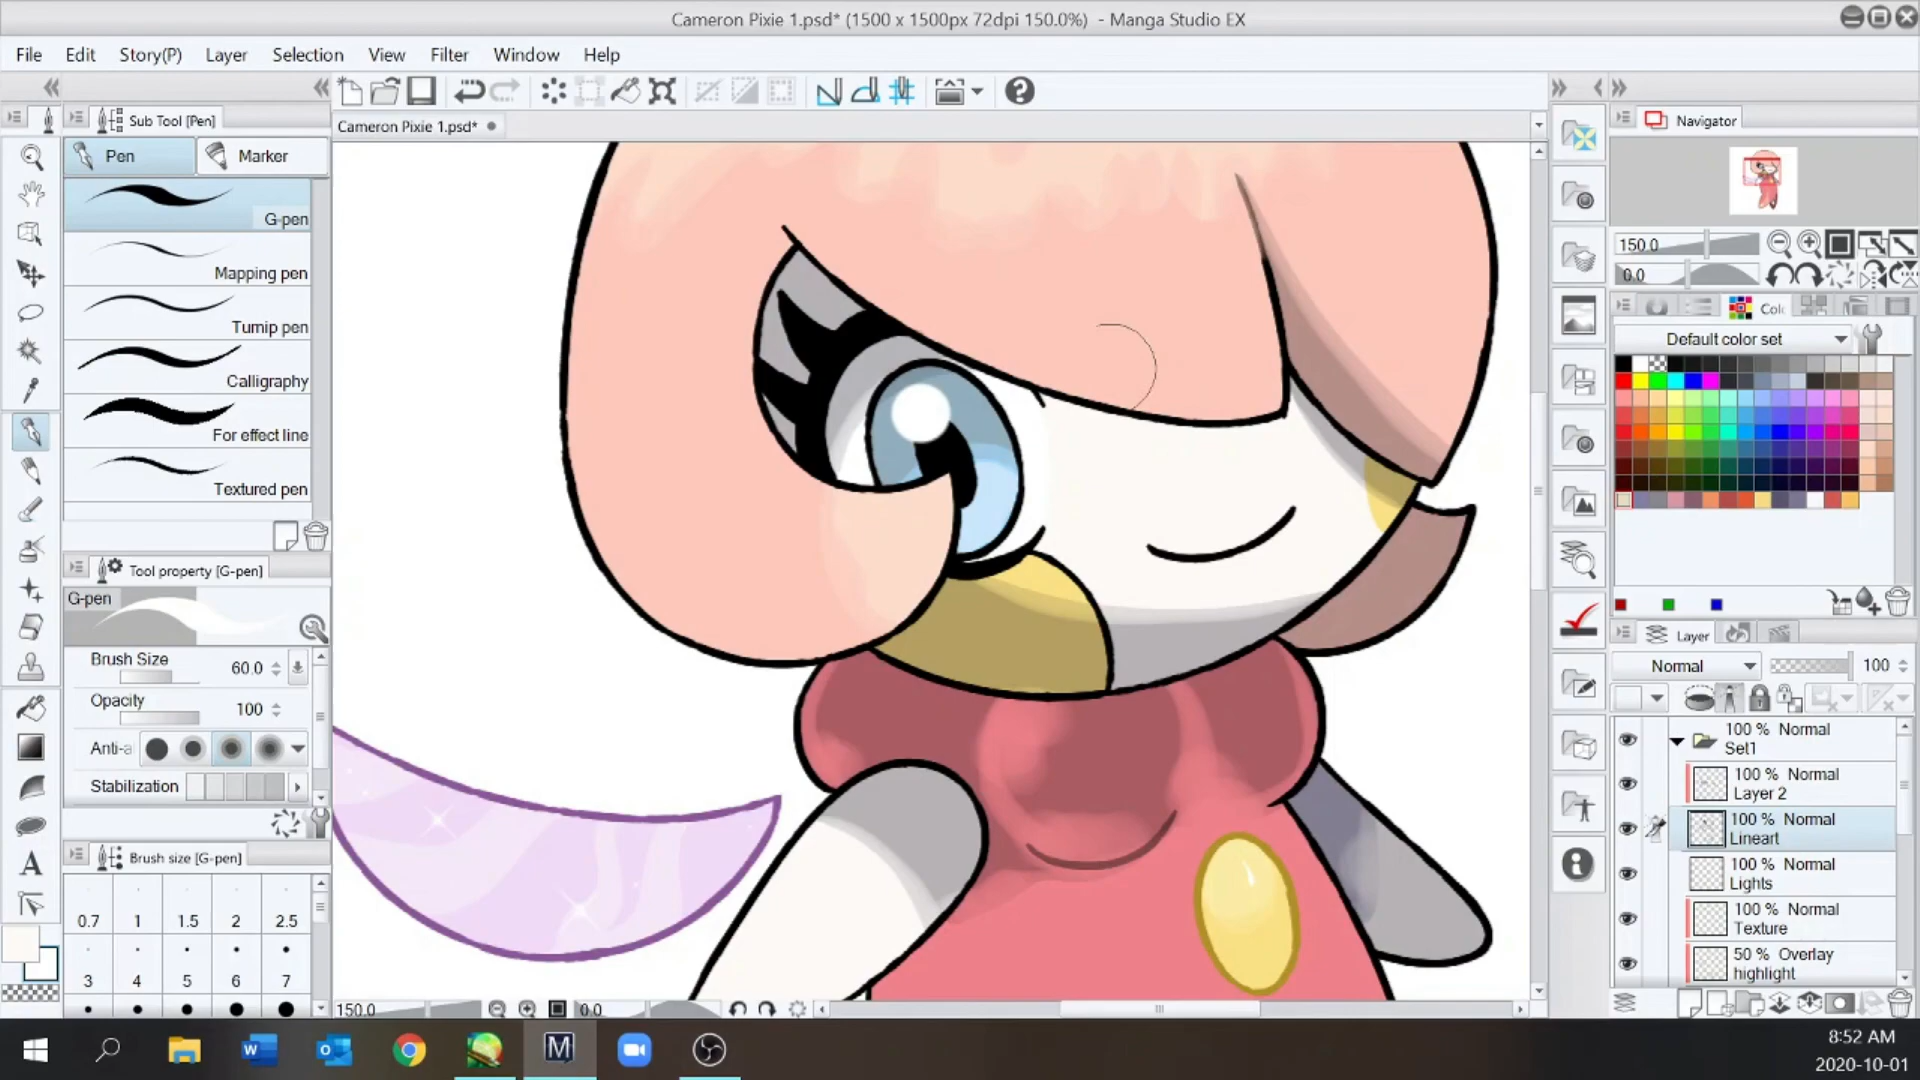 Cameron Pixie 1.psd* (1500 x 1500px 72dpi 150.0%) - Manga Studio EX
File Edit Story(P) Layer Selection View Filter Window Help
Sub Tool [Pen]
Cameron Pixie 1.psd*
Navigator
Pen Marker
G-pen
Mapping pen
Turnip pen
Calligraphy
For effect line
Textured pen
Tool property [G-pen]
G-pen
Brush Size 60.0
Opacity 100
Anti-a
Stabilization
Brush size [G-pen]
0.7 1 1.5 2 2.5
3 4 5 6 7
150.0
0.0
Col
Default color set
Layer
Normal 100
100 % Normal
Set1
100 % Normal
Layer 2
100 % Normal
Lineart
100 % Normal
Lights
100 % Normal
Texture
50 % Overlay
highlight
150.0 0.0
8:52 AM
2020-10-01